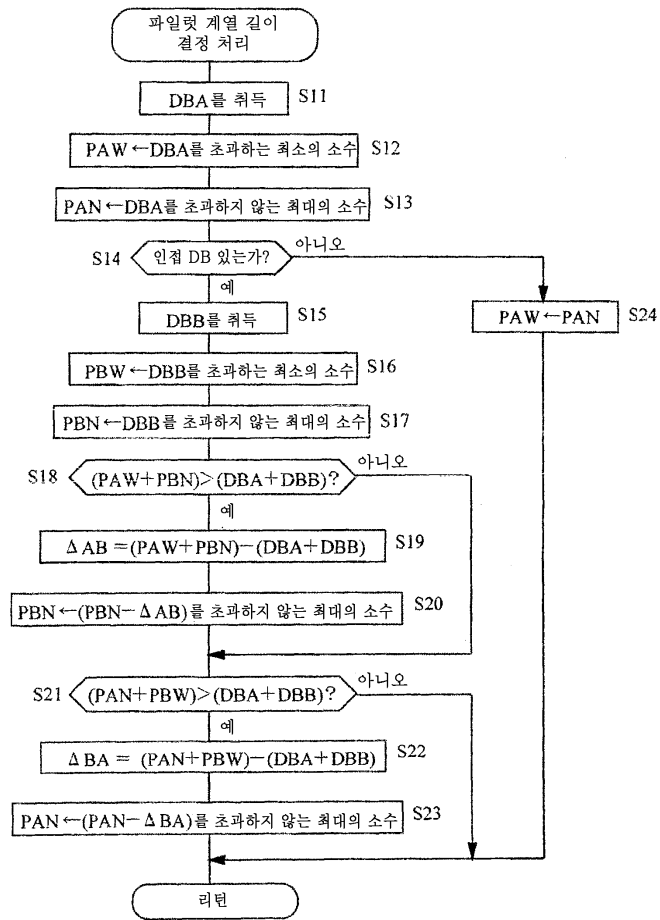 파일럿 계열 길이
결정 처리
DBA를 취득 S11
PAW←DBA를 초과하는 최소의 소수 S12
PAN←DBA를 초과하지 않는 최대의 소수 S13
S14 인접 DB 있는가? 아니오
예
DBB를 취득 S15
PAW←PAN S24
PBW←DBB를 초과하는 최소의 소수 S16
PBN←DBB를 초과하지 않는 최대의 소수 S17
S18 (PAW+PBN)>(DBA+DBB)? 아니오
예
ΔAB=(PAW+PBN)-(DBA+DBB) S19
PBN←(PBN-ΔAB)를 초과하지 않는 최대의 소수 S20
S21 (PAN+PBW)>(DBA+DBB)? 아니오
예
ΔBA= (PAN+PBW)-(DBA+DBB) S22
PAN←(PAN-ΔBA)를 초과하지 않는 최대의 소수 S23
리턴